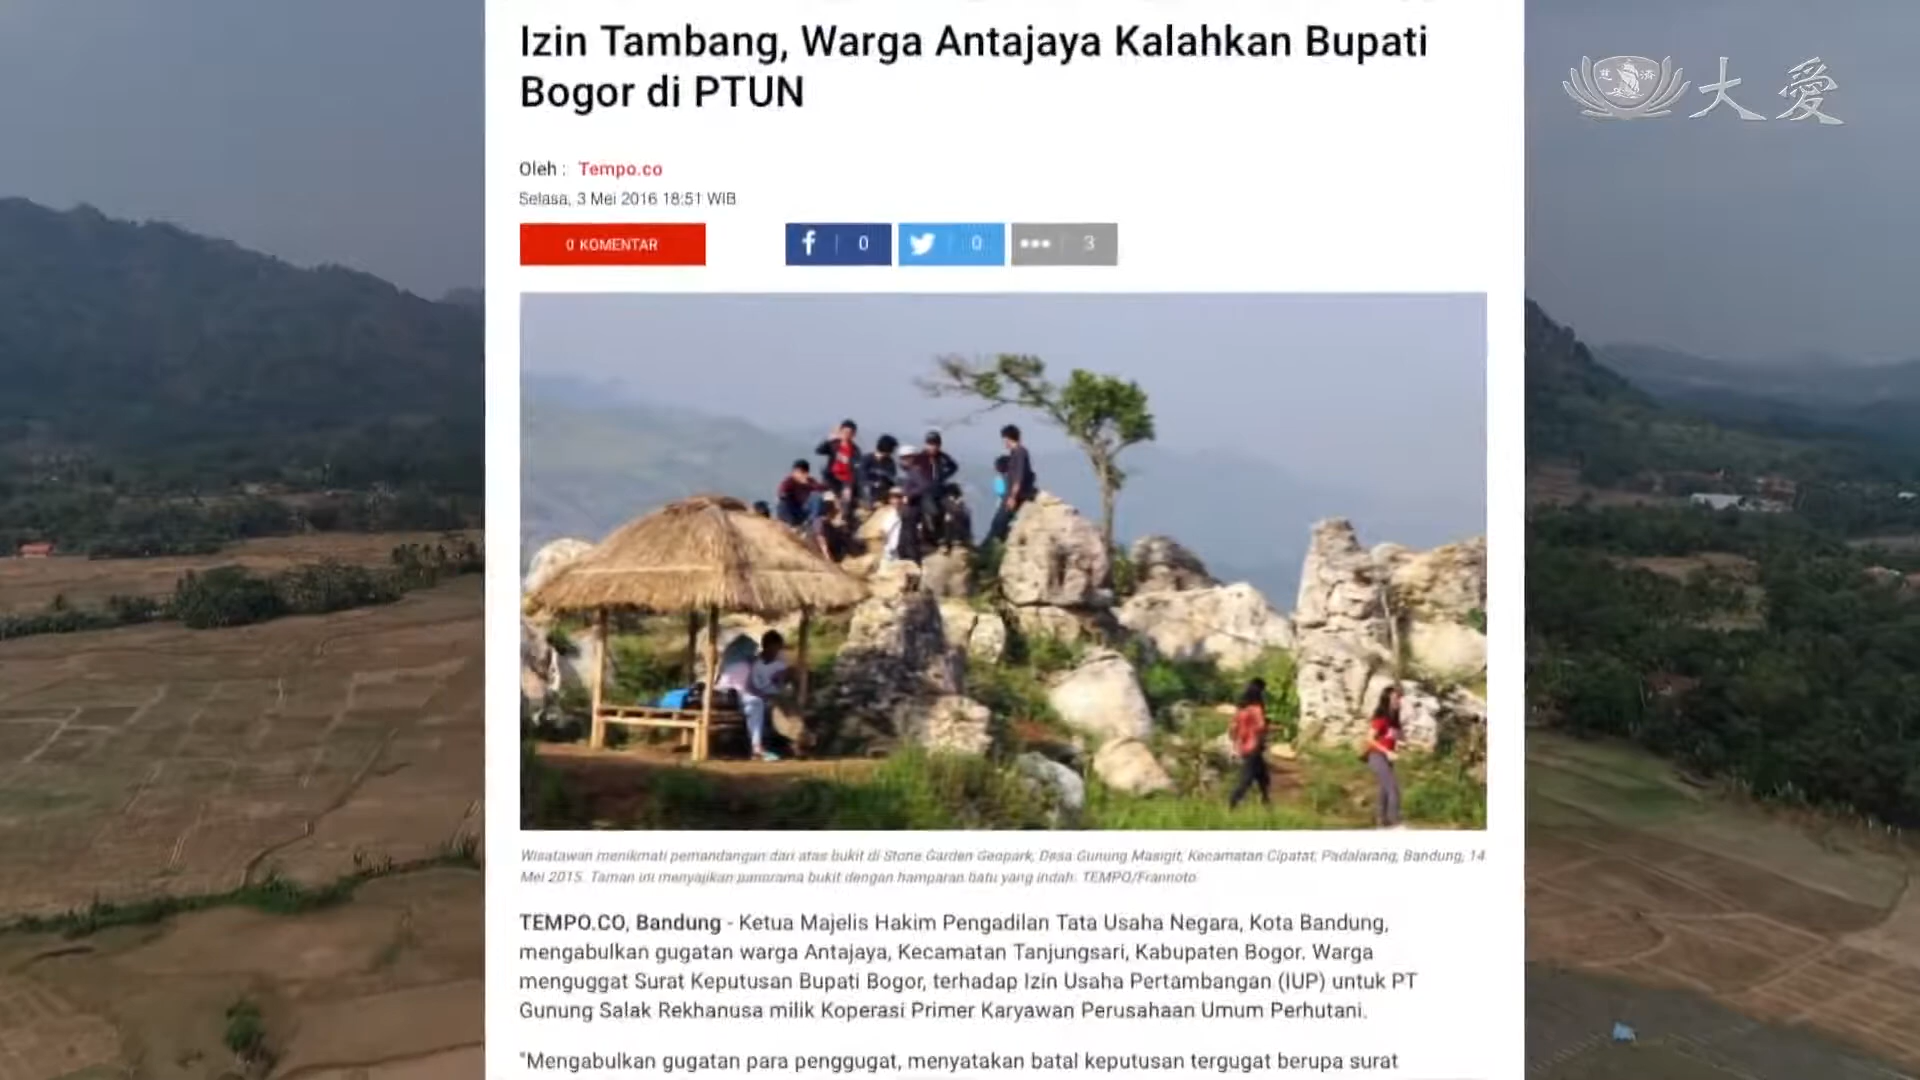 Izin Tambang, Warga Antajaya Kalahkan Bupati
Bogor di PTUN
慈濟 大愛
Oleh : Tempo.co
Selasa, 3 Mei 2016 18:51 WIB
0 KOMENTAR
0
0
3
Wisatawan menikmati pemandangan dari atas bukit di Stone Garden Geopark, Desa Gunung Masigit, Kecamatan Cipatat, Padalarang, Bandung, 14
Mei 2015. Taman ini menyajikan panorama bukit dengan hamparan batu yang indah. TEMPO/Frannoto
TEMPO.CO, Bandung - Ketua Majelis Hakim Pengadilan Tata Usaha Negara, Kota Bandung,
mengabulkan gugatan warga Antajaya, Kecamatan Tanjungsari, Kabupaten Bogor. Warga
menguggat Surat Keputusan Bupati Bogor, terhadap Izin Usaha Pertambangan (IUP) untuk PT
Gunung Salak Rekhanusa milik Koperasi Primer Karyawan Perusahaan Umum Perhutani.
"Mengabulkan gugatan para penggugat, menyatakan batal keputusan tergugat berupa surat